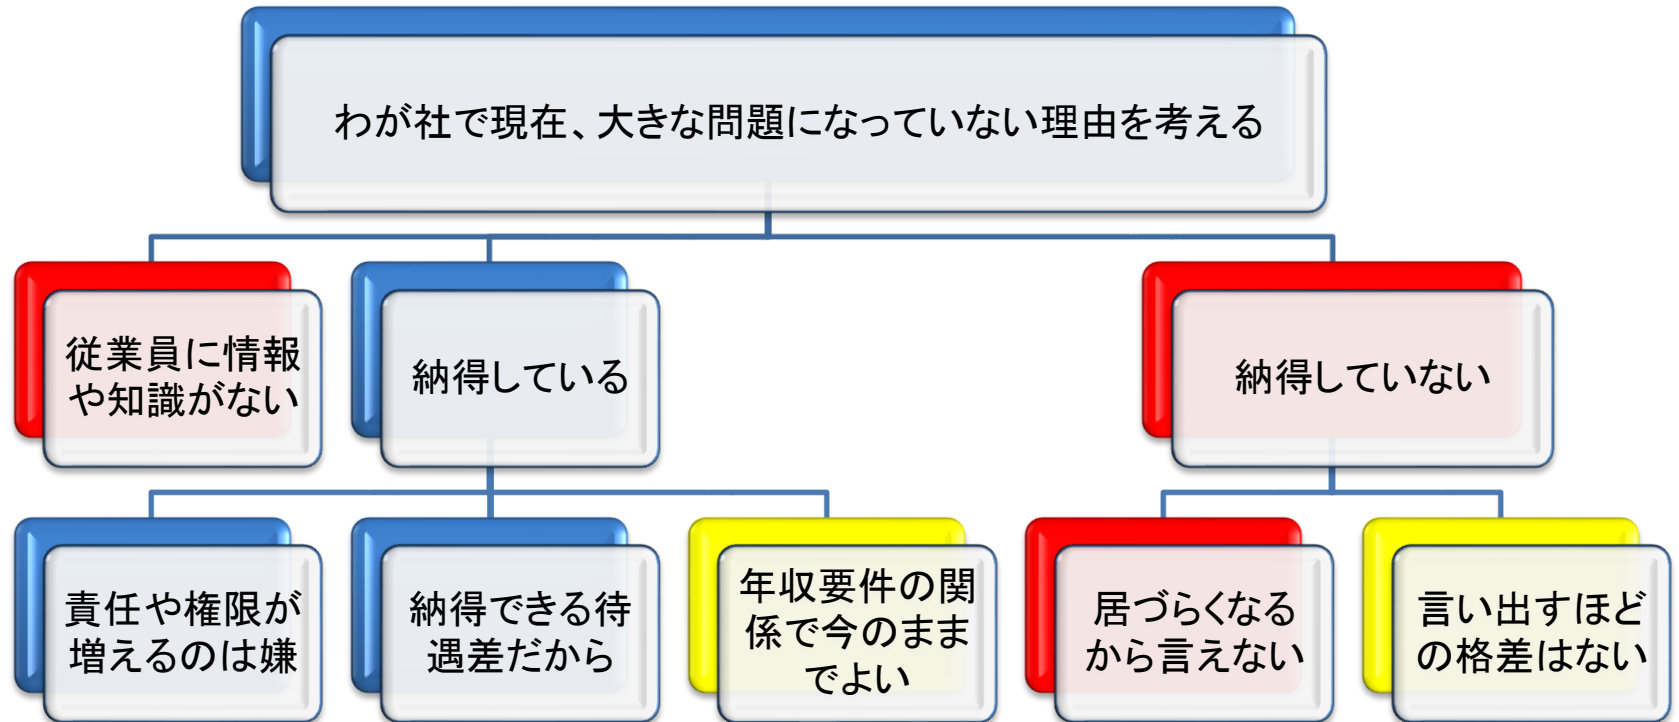 わが社で現在、大きな問題になっていない理由を考える
従業員に情報
や知識がない
納得している
納得していない
責任や権限が
増えるのは嫌
納得できる待
遇差だから
年収要件の関
係で今のまま
でよい
居づらくなる
から言えない
言い出すほど
の格差はない